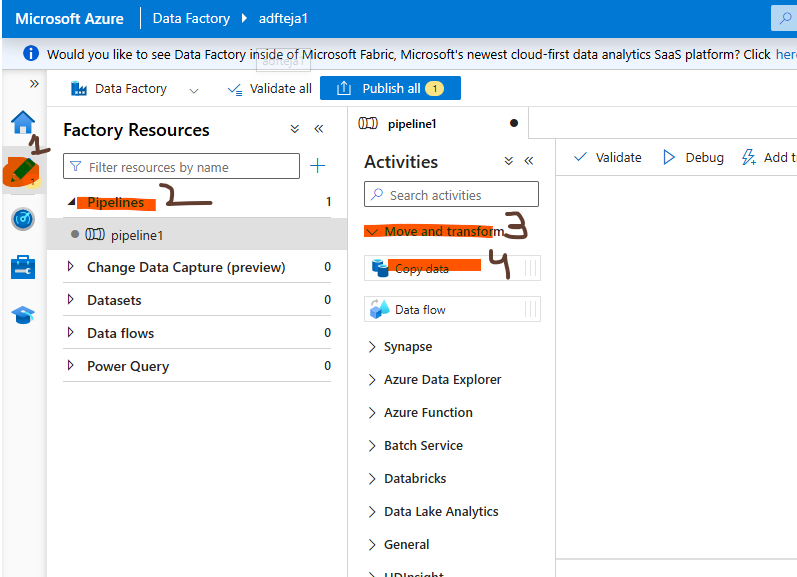 Microsoft Azure Data Factory adfteja1
Would you like to see Data Factory inside of Microsoft Fabric, Microsoft's newest cloud-first data analytics SaaS platform? Click here
adfteja1
Data Factory Validate all Publish all 1
1
Factory Resources
Filter resources by name
Pipelines 2 1
pipeline1
Change Data Capture (preview) 0
Datasets 0
Data flows 0
Power Query 0
pipeline1
Activities
Search activities
Move and transform 3
Copy data 4
Data flow
Synapse
Azure Data Explorer
Azure Function
Batch Service
Databricks
Data Lake Analytics
General
HDInsight
Validate Debug Add t